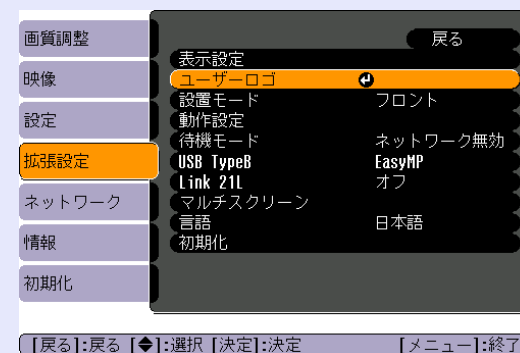 画質調整
映像
設定
拡張設定
ネットワーク
情報
初期化
戻る
表示設定
ユーザーロゴ
設置モード フロント
動作設定
待機モード ネットワーク無効
USB TypeB EasyMP
Link 21L オフ
マルチスクリーン
言語 日本語
初期化
[戻る]:戻る [◆]:選択 [決定]:決定 [メニュー]:終了